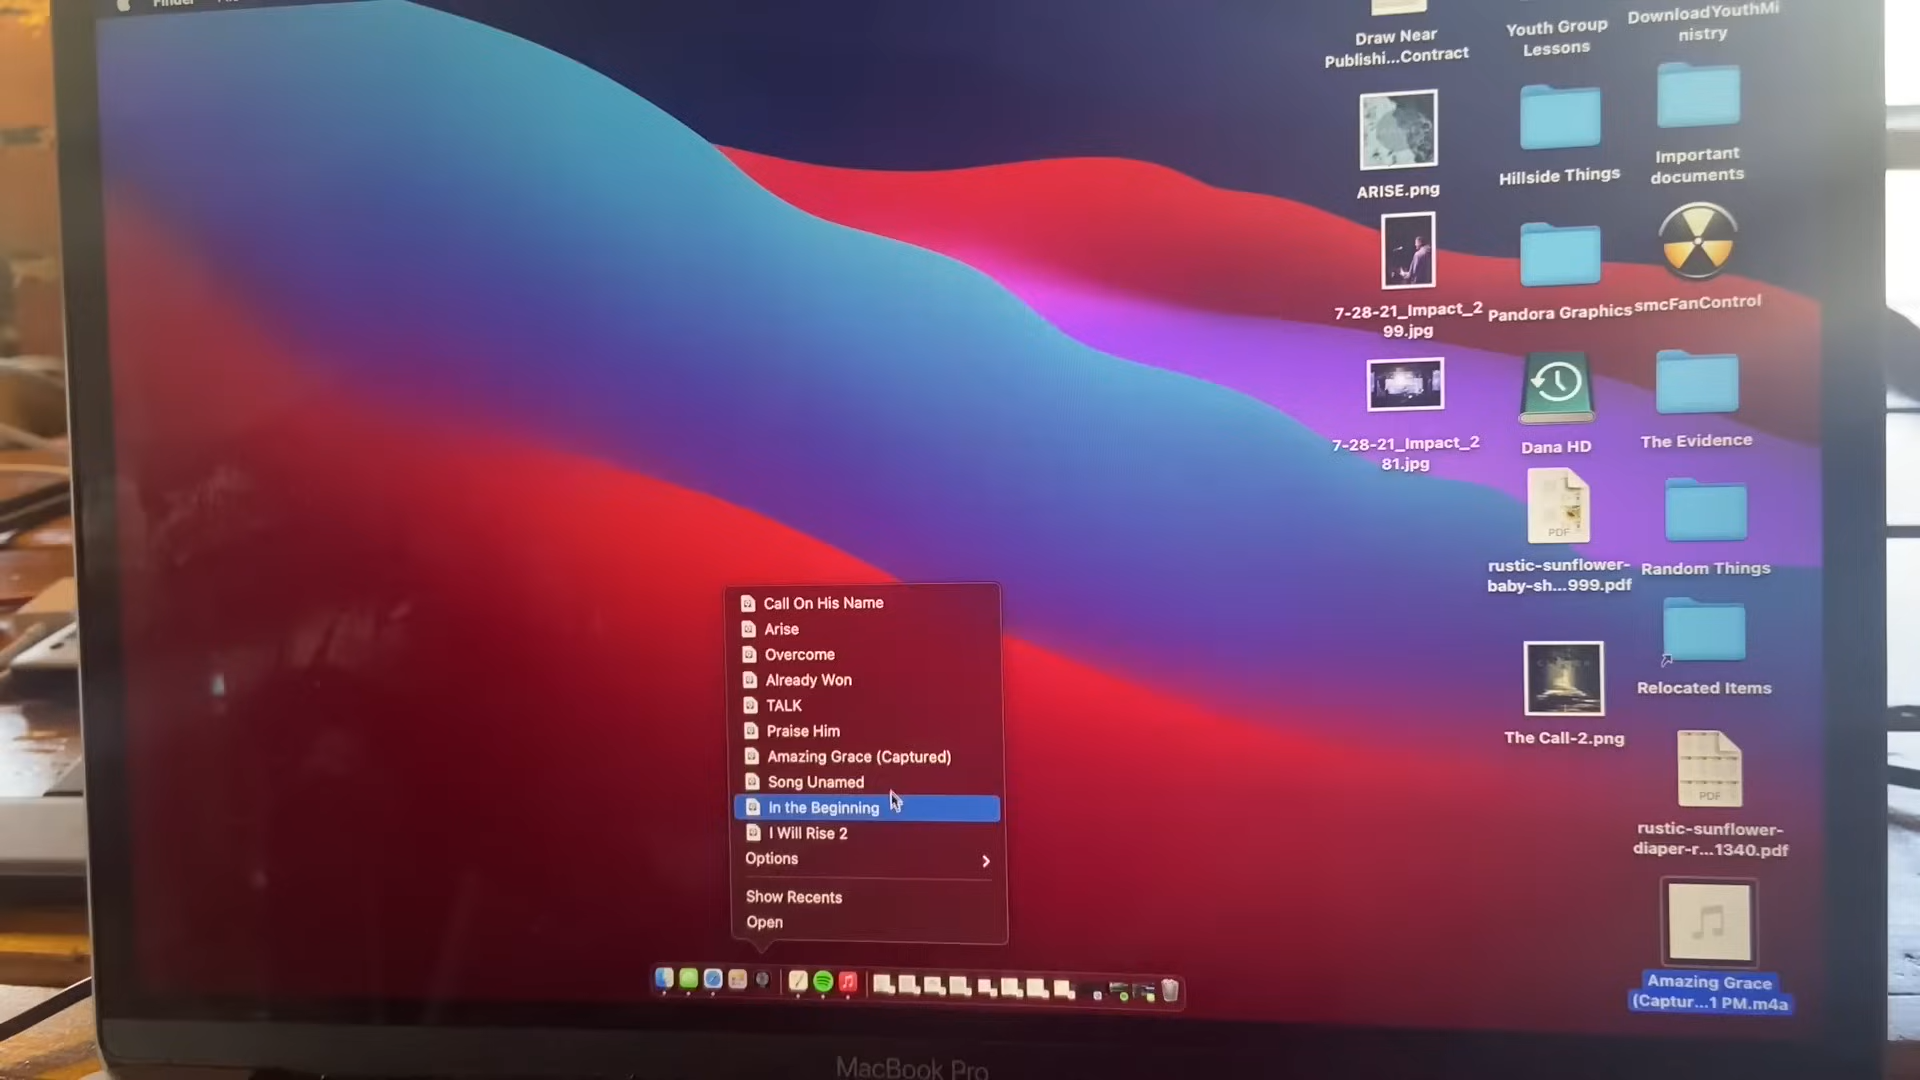 Finder
Draw Near
Publishi...Contract
Youth Group
Lessons
DownloadYouthMi
nistry
ARISE.png
Hillside Things
Important
documents
7-28-21_Impact_2
99.jpg
Pandora Graphics
smcFanControl
7-28-21_Impact_2
81.jpg
Dana HD
The Evidence
PDF
rustic-sunflower-
baby-sh...999.pdf
Random Things
The Call-2.png
Relocated Items
PDF
rustic-sunflower-
diaper-r...1340.pdf
Amazing Grace
(Captur...1 PM.m4a
Call On His Name
Arise
Overcome
Already Won
TALK
Praise Him
Amazing Grace (Captured)
Song Unamed
In the Beginning
I Will Rise 2
Options
Show Recents
Open
MacBook Pro